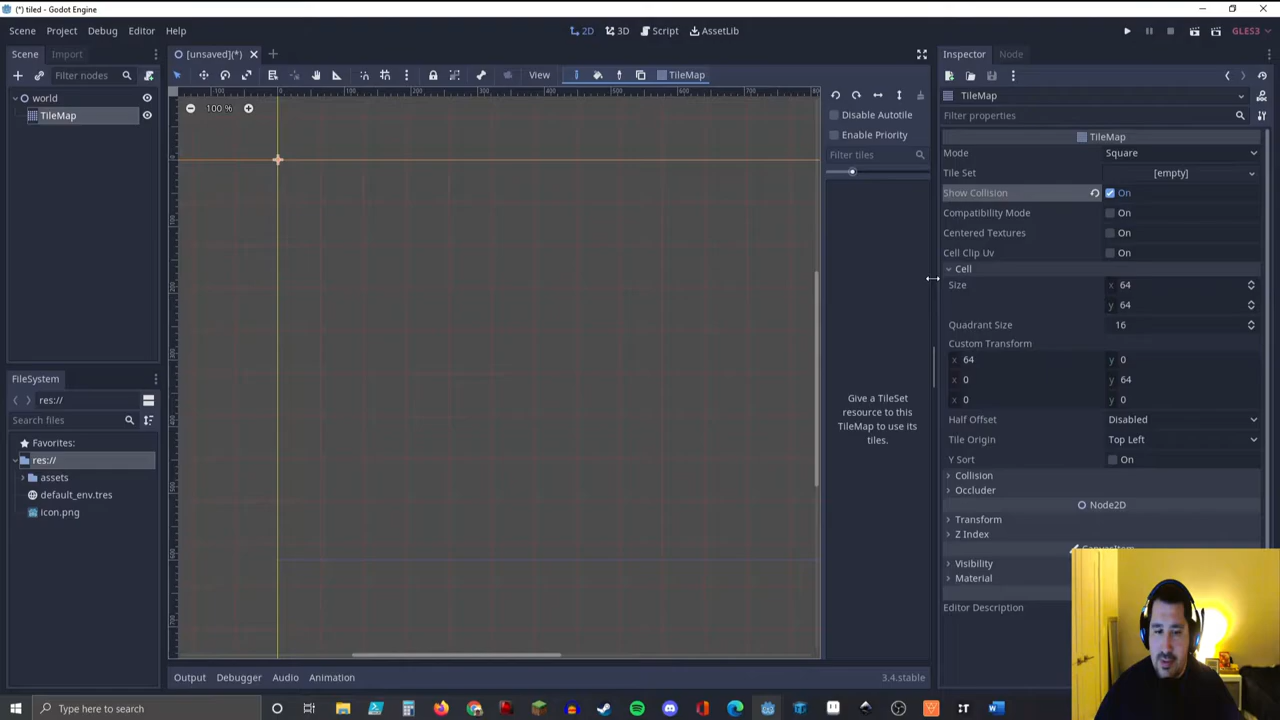 (*) tiled - Godot Engine
Scene Project Debug Editor Help
2D 3D Script AssetLib
GLES3
Scene Import
[unsaved](*)
Inspector Node
Filter nodes
View
TileMap
world
TileMap
100 %
Disable Autotile
Enable Priority
Filter tiles
Give a TileSet
resource to this
TileMap to use its
tiles.
TileMap
Filter properties
TileMap
Mode Square
Tile Set [empty]
Show Collision On
Compatibility Mode On
Centered Textures On
Cell Clip Uv On
Cell
Size x 64
y 64
Quadrant Size 16
Custom Transform
x 64 y 0
x 0 y 64
x 0 y 0
Half Offset Disabled
Tile Origin Top Left
Y Sort On
Collision
Occluder
Node2D
Transform
Z Index
Visibility
Material
Editor Description
FileSystem
res://
Search files
Favorites:
res://
assets
default_env.tres
icon.png
Output Debugger Audio Animation
3.4.stable
Type here to search